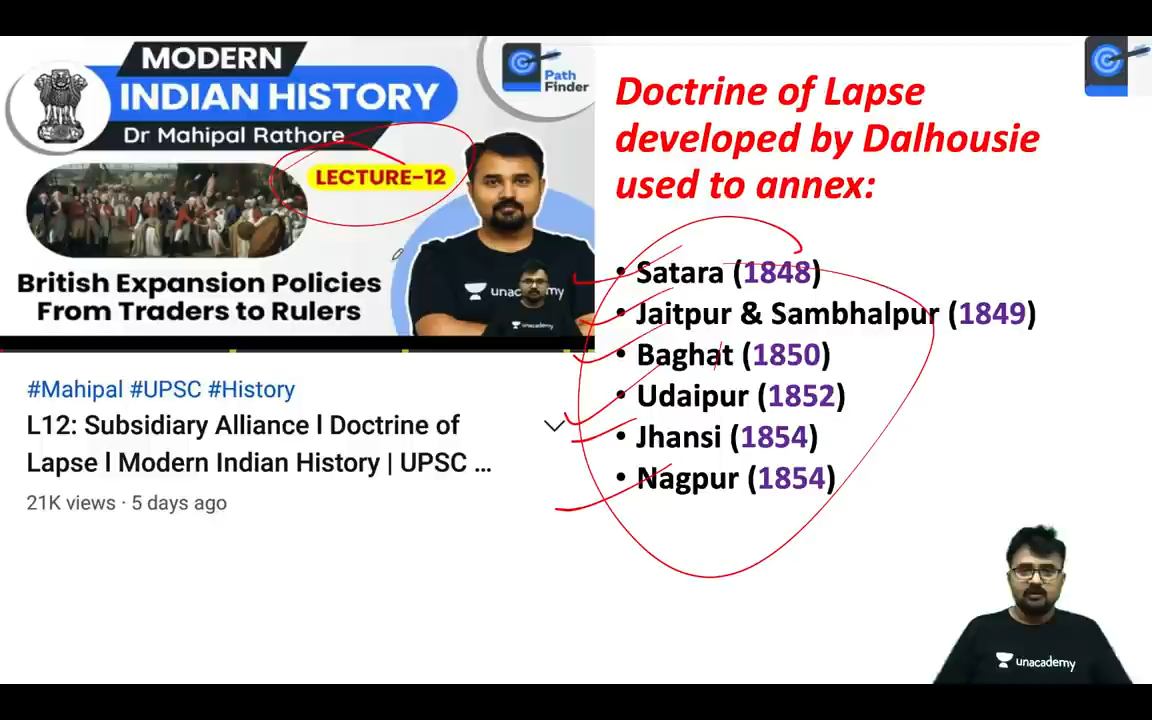 MODERN
INDIAN HISTORY
Dr Mahipal Rathore
LECTURE-12
Path
Finder
British Expansion Policies
From Traders to Rulers
unacademy
#Mahipal #UPSC #History
L12: Subsidiary Alliance l Doctrine of
Lapse l Modern Indian History | UPSC ...
21K views · 5 days ago
Doctrine of Lapse
developed by Dalhousie
used to annex:
• Satara (1848)
• Jaitpur & Sambhalpur (1849)
• Baghat (1850)
• Udaipur (1852)
• Jhansi (1854)
• Nagpur (1854)
unacademy